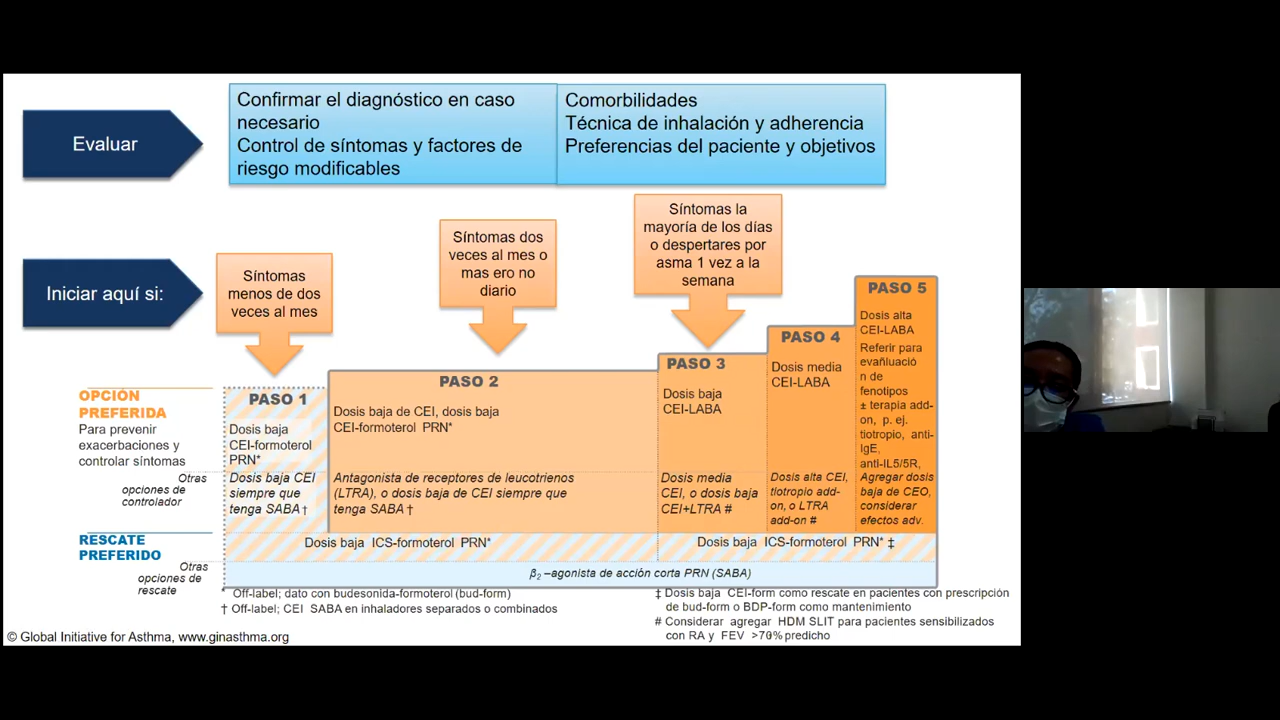 Evaluar
Confirmar el diagnóstico en caso
necesario
Control de síntomas y factores de
riesgo modificables
Comorbilidades
Técnica de inhalación y adherencia
Preferencias del paciente y objetivos
Iniciar aquí si:
Síntomas
menos de dos
veces al mes
Síntomas dos
veces al mes o
mas ero no
diario
Síntomas la
mayoría de los días
o despertares por
asma 1 vez a la
semana
OPCIÓN
PREFERIDA
Para prevenir
exacerbaciones y
controlar síntomas
PASO 1
Dosis baja
CEI-formoterol
PRN*
PASO 2
Dosis baja de CEI, dosis baja
CEI-formoterol PRN*
PASO 3
Dosis baja
CEI-LABA
PASO 4
Dosis media
CEI-LABA
PASO 5
Dosis alta
CEI-LABA
Referir para
evañluació
n de
fenotipos
± terapia add-
on, p. ej.
tiotropio, anti-
IgE,
anti-IL5/5R,
Otras
opciones de
controlador
Dosis baja CEI
siempre que
tenga SABA †
Antagonista de receptores de leucotrienos
(LTRA), o dosis baja de CEI siempre que
tenga SABA †
Dosis media
CEI, o dosis baja
CEI+LTRA #
Dosis alta CEI,
tiotropio add-
on, o LTRA
add-on #
Agregar dosis
baja de CEO,
considerar
efectos adv.
RESCATE
PREFERIDO
Dosis baja ICS-formoterol PRN*
Dosis baja ICS-formoterol PRN* ‡
Otras
opciones de
rescate
β2 –agonista de acción corta PRN (SABA)
* Off-label; dato con budesonida-formoterol (bud-form)
† Off-label; CEI SABA en inhaladores separados o combinados
‡ Dosis baja CEI-form como rescate en pacientes con prescripción
de bud-form o BDP-form como mantenimiento
# Considerar agregar HDM SLIT para pacientes sensibilizados
con RA y FEV >70% predicho
© Global Initiative for Asthma, www.ginasthma.org